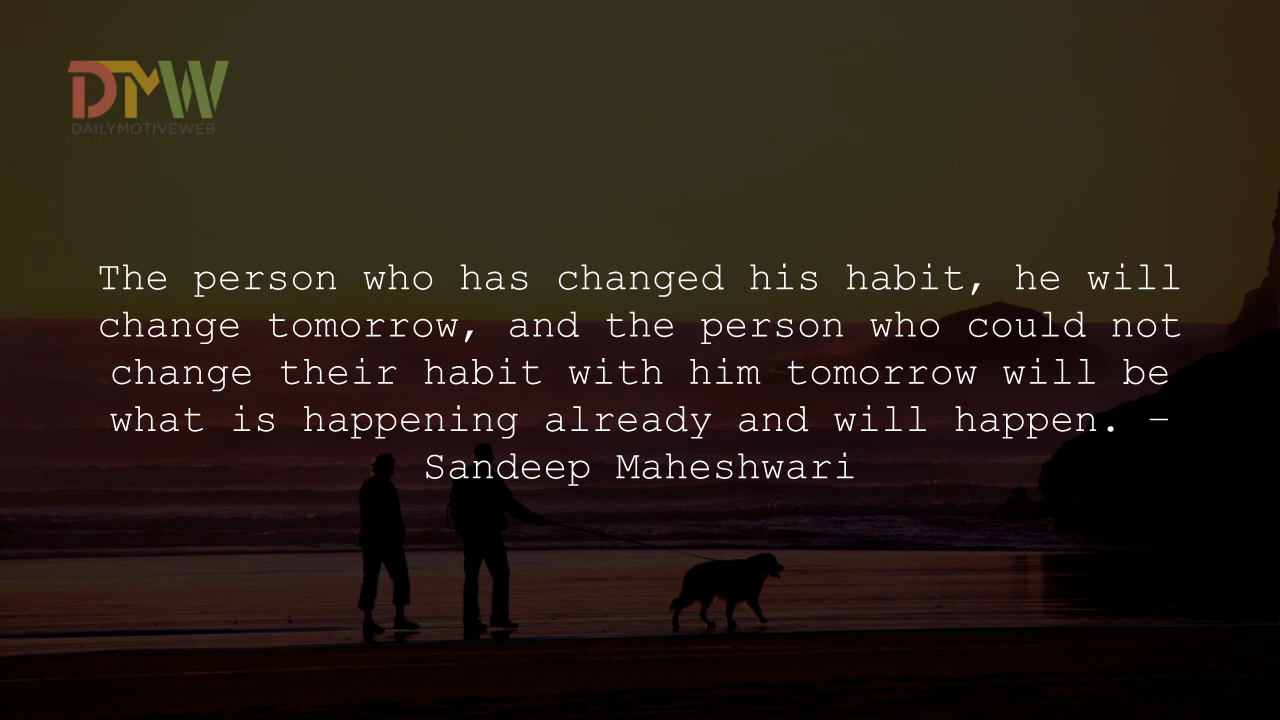 DTMW
DAILYMOTIVEWEB
The person who has changed his habit, he will
change tomorrow, and the person who could not
change their habit with him tomorrow will be
what is happening already and will happen. –
Sandeep Maheshwari